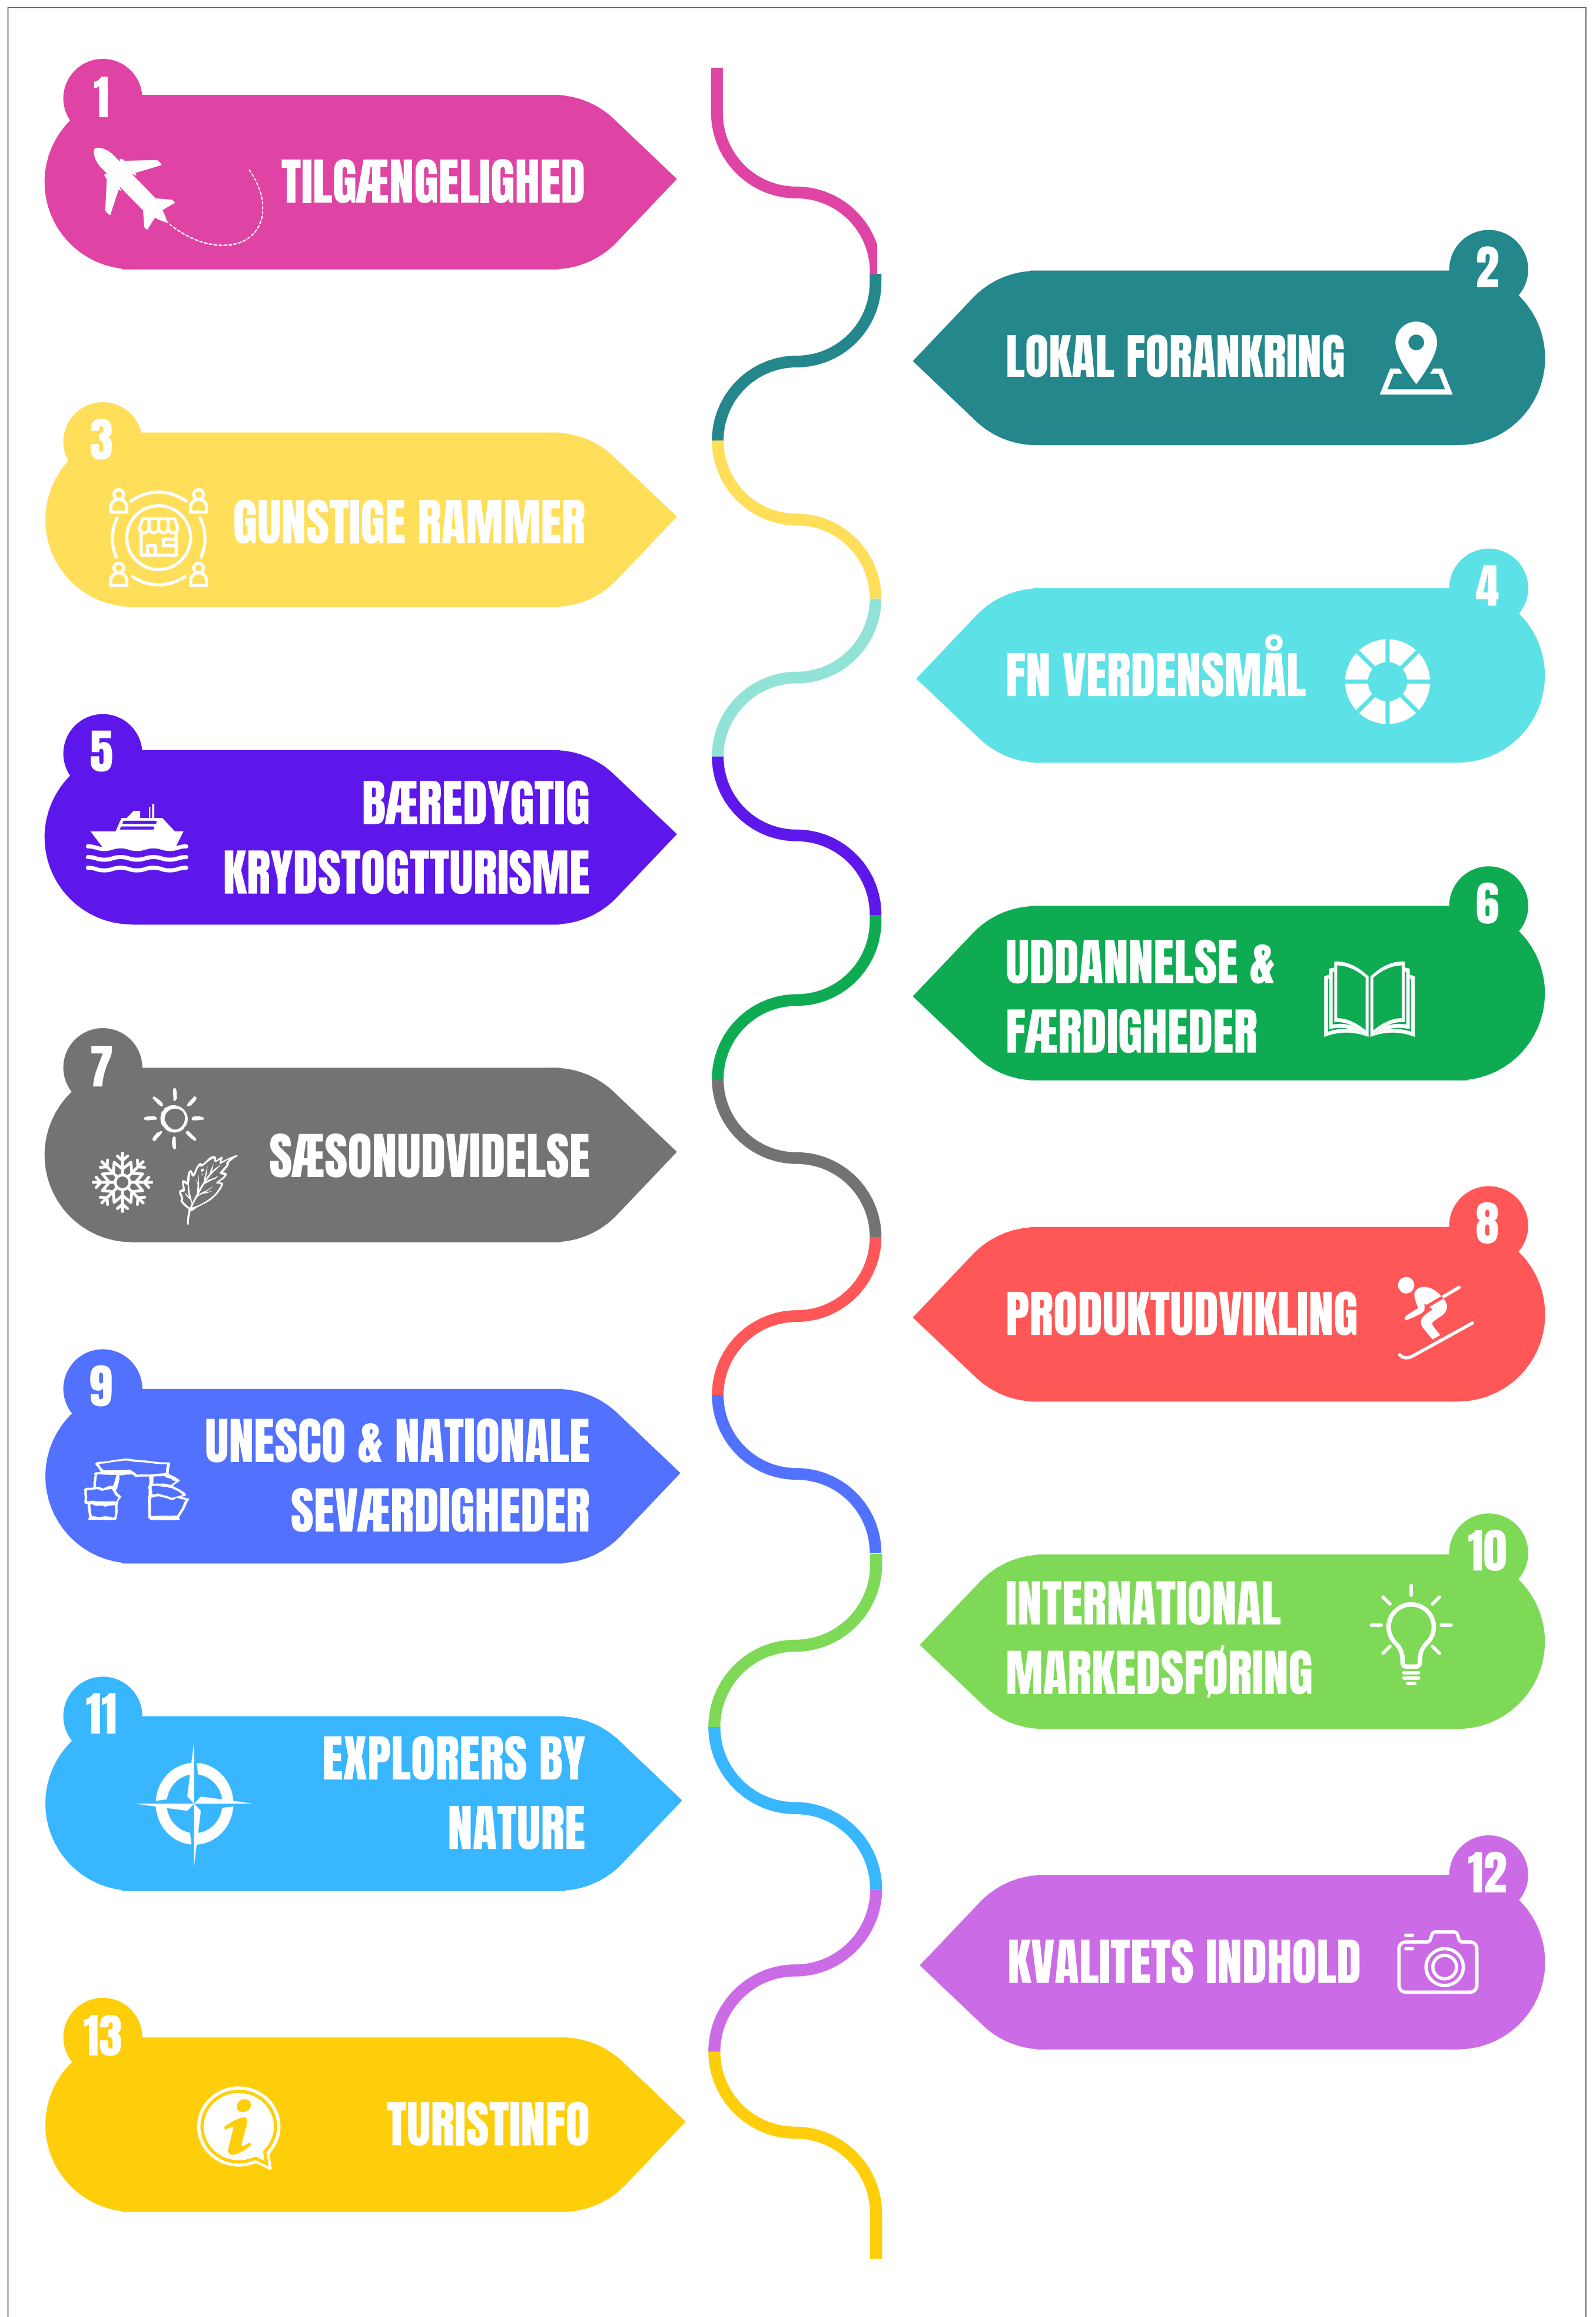 1
TILGÆNGELIGHED
2
LOKAL FORANKRING
3
GUNSTIGE RAMMER
4
FN VERDENSMÅL
5
BÆREDYGTIG
KRYDSTOGTTURISME
6
UDDANNELSE &
FÆRDIGHEDER
7
SÆSONUDVIDELSE
8
PRODUKTUDVIKLING
9
UNESCO & NATIONALE
SEVÆRDIGHEDER
10
INTERNATIONAL
MARKEDSFØRING
11
EXPLORERS BY
NATURE
12
KVALITETS INDHOLD
13
i
TURISTINFO